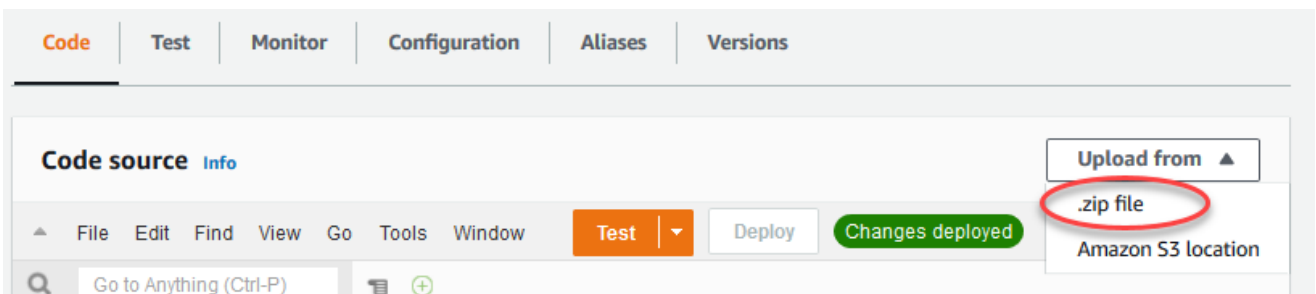 Code Test Monitor Configuration Aliases Versions
Code source Info
Upload from
.zip file
Amazon S3 location
File Edit Find View Go Tools Window Test Deploy Changes deployed
Go to Anything (Ctrl-P)